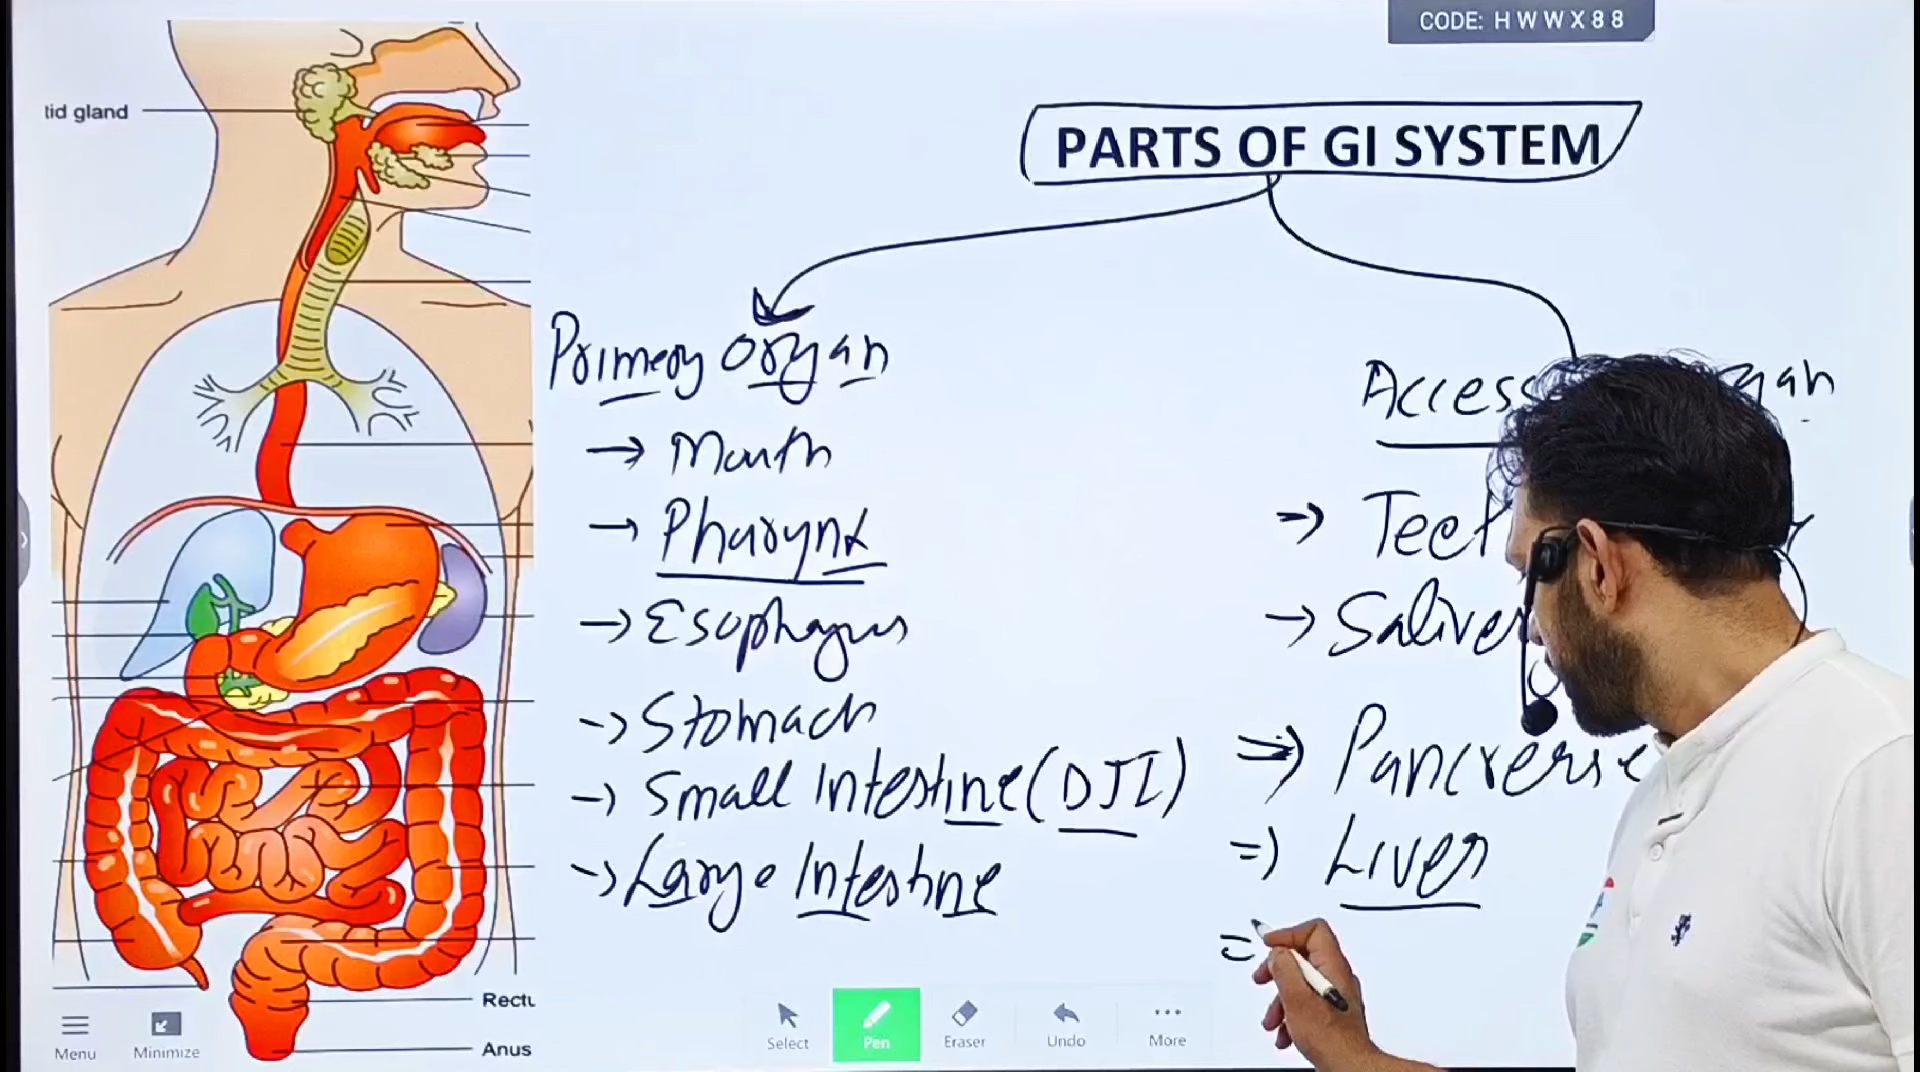 CODE: HWWX88
tid gland
PARTS OF GI SYSTEM
Primery Organ
→ Mouth
→ Pharynx
→ Esophagus
→ Stomach
→ Small Intestine (DJI)
→ Large Intestine
→ Teet
→ Saliver
⇒ Pancrerse
⇒ Liver
=
Rectu
Anus
Menu
Minimize
Select
Pen
Eraser
Undo
More